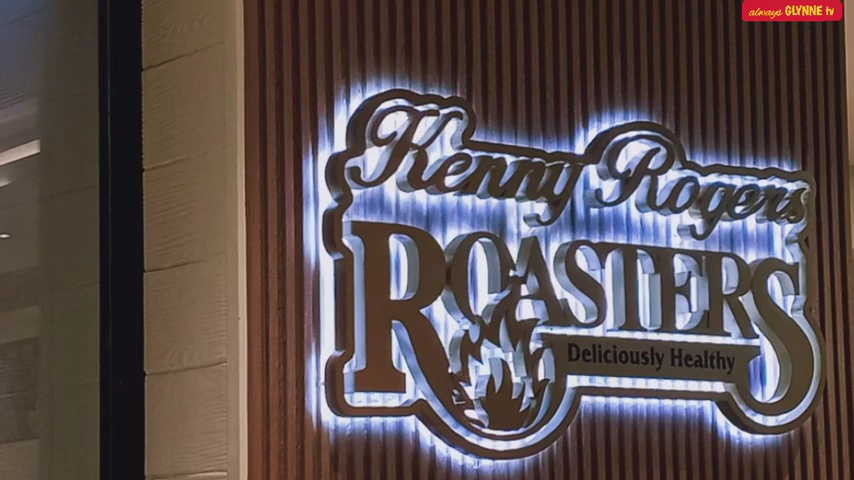 always GLYNNE tv
Kenny Rogers
ROASTERS
Deliciously Healthy